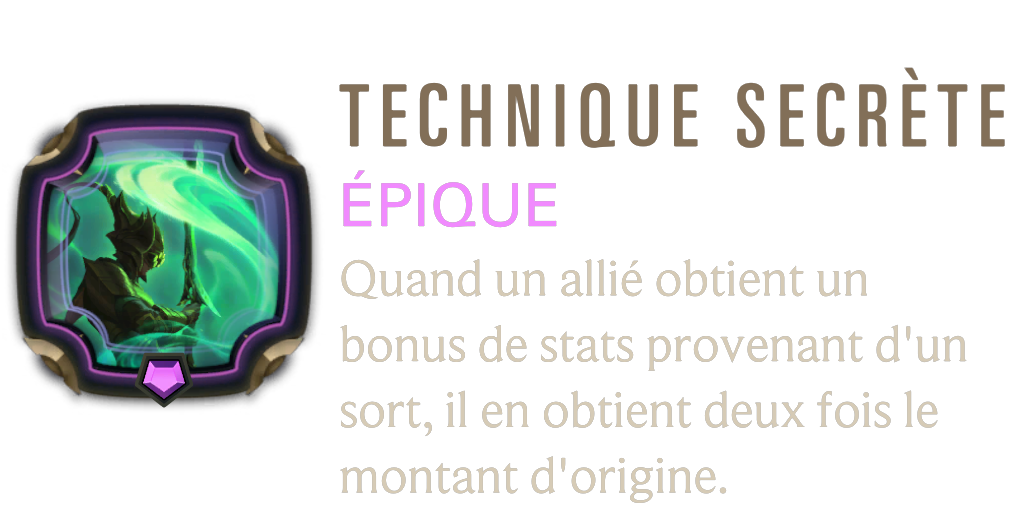 TECHNIQUE SECRÈTE
ÉPIQUE
Quand un allié obtient un
bonus de stats provenant d'un
sort, il en obtient deux fois le
montant d'origine.